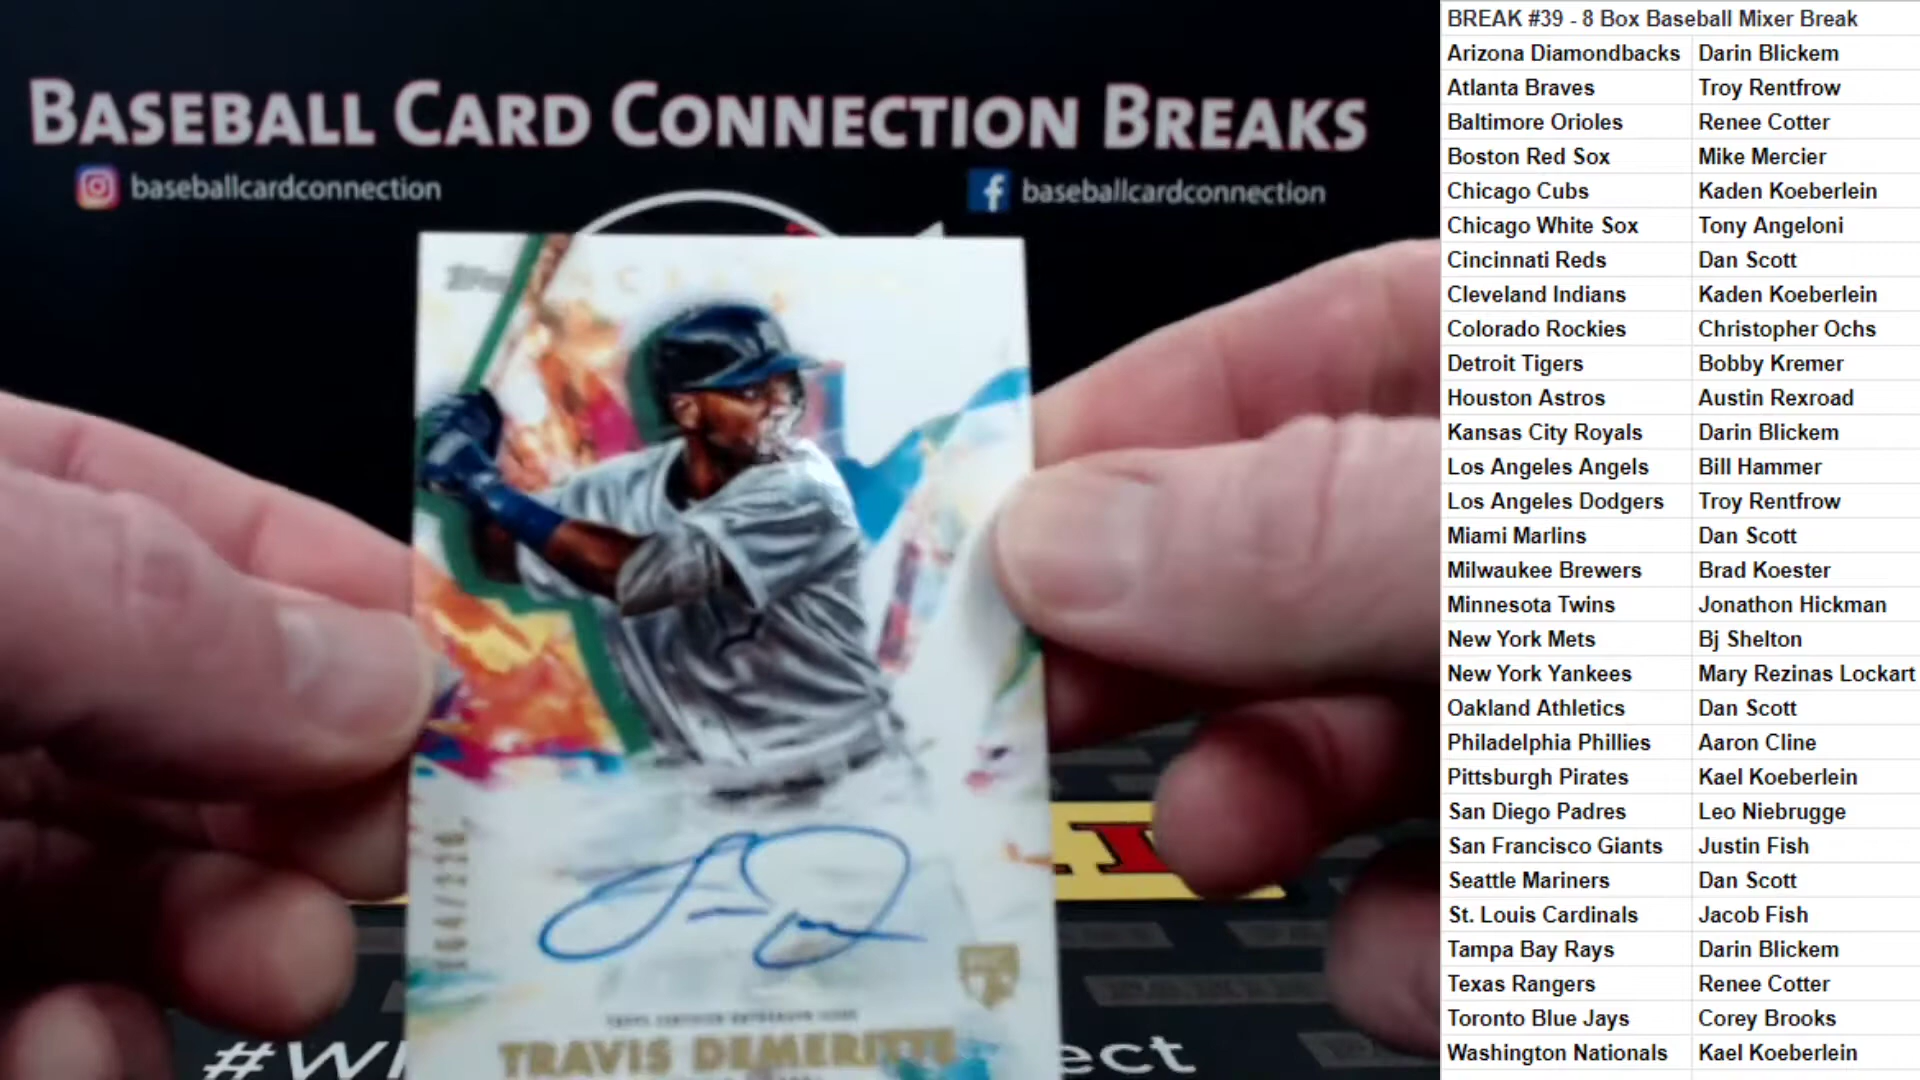 BASEBALL CARD CONNECTION BREAKS
baseballcardconnection
baseballcardconnection
TRAVIS DEMERITTE
BREAK #39 - 8 Box Baseball Mixer Break
Arizona Diamondbacks Darin Blickem
Atlanta Braves Troy Rentfrow
Baltimore Orioles Renee Cotter
Boston Red Sox Mike Mercier
Chicago Cubs Kaden Koeberlein
Chicago White Sox Tony Angeloni
Cincinnati Reds Dan Scott
Cleveland Indians Kaden Koeberlein
Colorado Rockies Christopher Ochs
Detroit Tigers Bobby Kremer
Houston Astros Austin Rexroad
Kansas City Royals Darin Blickem
Los Angeles Angels Bill Hammer
Los Angeles Dodgers Troy Rentfrow
Miami Marlins Dan Scott
Milwaukee Brewers Brad Koester
Minnesota Twins Jonathon Hickman
New York Mets Bj Shelton
New York Yankees Mary Rezinas Lockart
Oakland Athletics Dan Scott
Philadelphia Phillies Aaron Cline
Pittsburgh Pirates Kael Koeberlein
San Diego Padres Leo Niebrugge
San Francisco Giants Justin Fish
Seattle Mariners Dan Scott
St. Louis Cardinals Jacob Fish
Tampa Bay Rays Darin Blickem
Texas Rangers Renee Cotter
Toronto Blue Jays Corey Brooks
Washington Nationals Kael Koeberlein